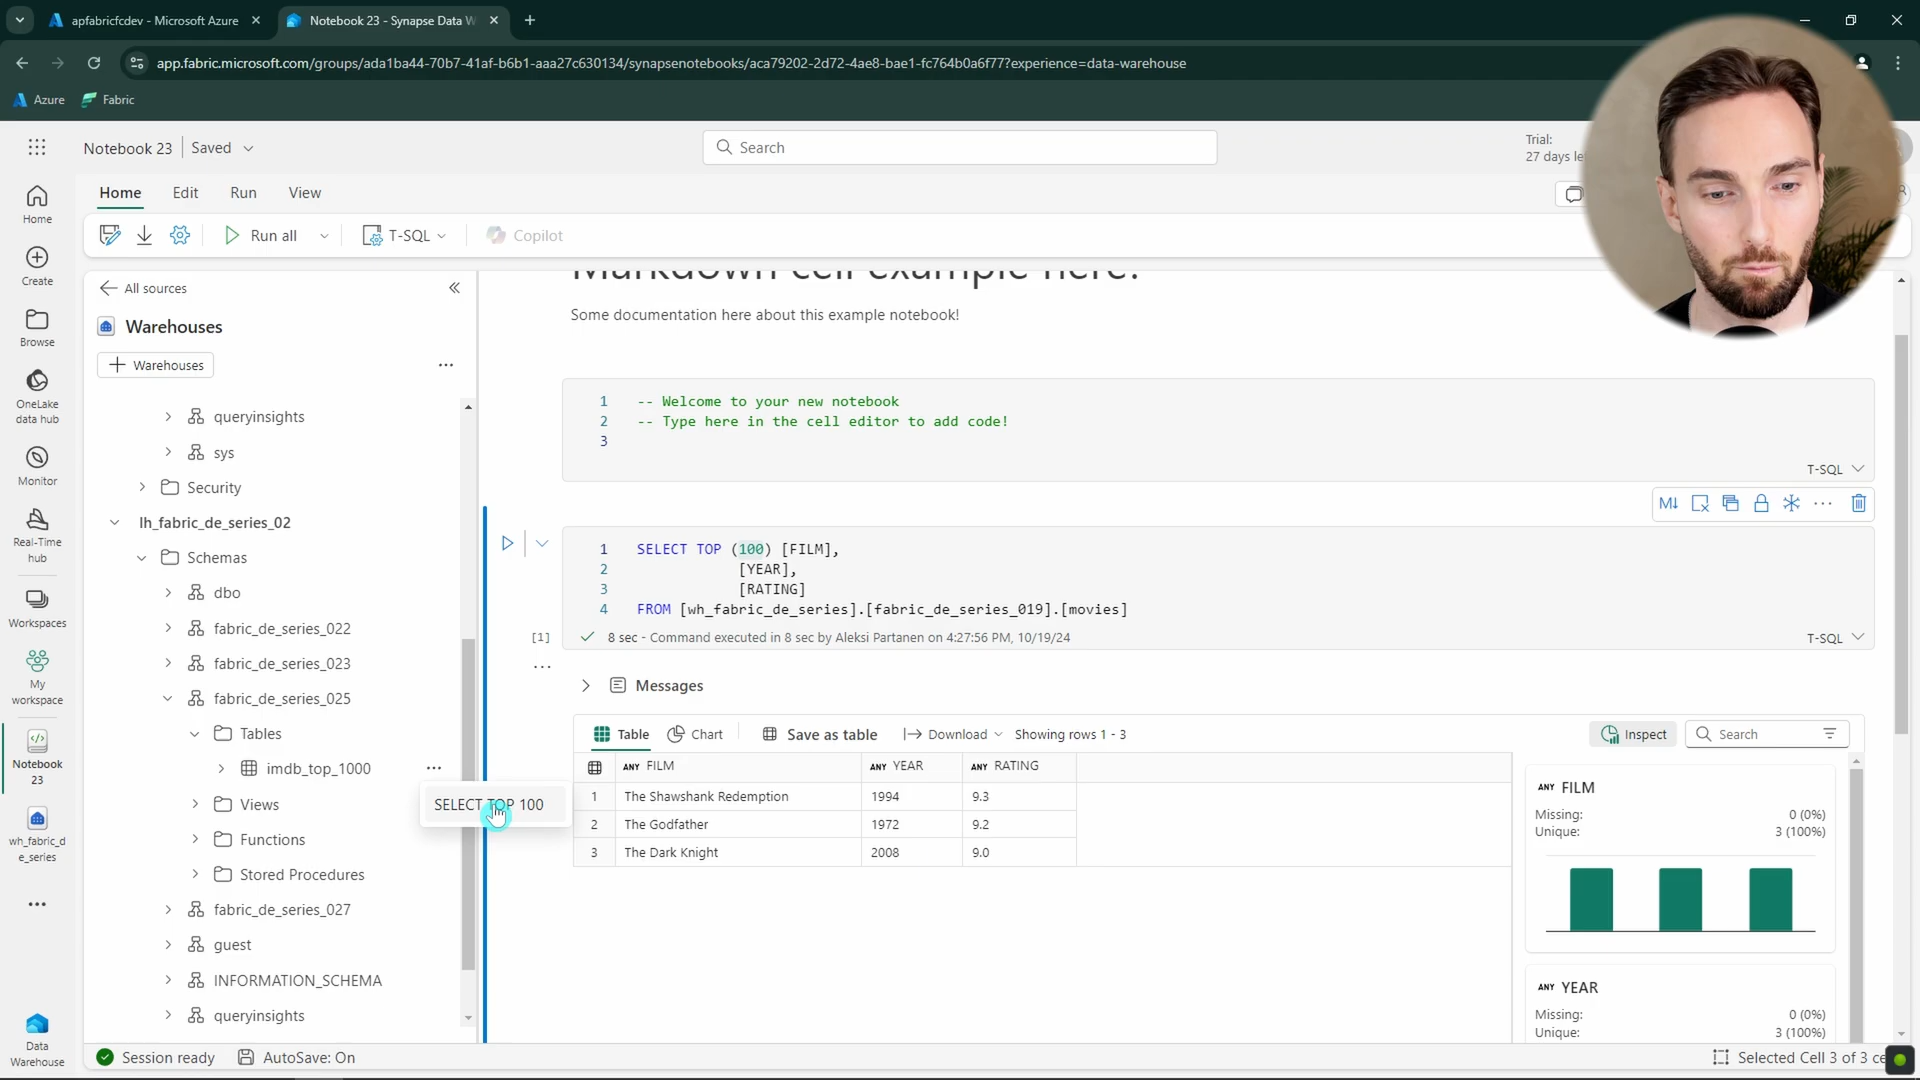 apfabricfcdev - Microsoft Azure
Notebook 23 - Synapse Data W
app.fabric.microsoft.com/groups/ada1ba44-70b7-41af-b6b1-aaa27c630134/synapsenotebooks/aca79202-2d72-4ae8-bae1-fc764b0a6f77?experience=data-warehouse
Azure
Fabric
Notebook 23
Saved
Search
Trial:
27 days le
Home
Edit
Run
View
Run all
T-SQL
Copilot
Home
Create
Browse
OneLake
data hub
Monitor
Real-Time
hub
Workspaces
My
workspace
Notebook
23
wh_fabric_d
e_series
Data
Warehouse
All sources
Warehouses
Warehouses
queryinsights
sys
Security
lh_fabric_de_series_02
Schemas
dbo
fabric_de_series_022
fabric_de_series_023
fabric_de_series_025
Tables
imdb_top_1000
Views
Functions
Stored Procedures
fabric_de_series_027
guest
INFORMATION_SCHEMA
queryinsights
SELECT TOP 100
Markdown cell example here!
Some documentation here about this example notebook!
1 -- Welcome to your new notebook
2 -- Type here in the cell editor to add code!
3
T-SQL
M↓
1 SELECT TOP (100) [FILM],
2 [YEAR],
3 [RATING]
4 FROM [wh_fabric_de_series].[fabric_de_series_019].[movies]
[1]
8 sec - Command executed in 8 sec by Aleksi Partanen on 4:27:56 PM, 10/19/24
T-SQL
Messages
Table
Chart
Save as table
Download
Showing rows 1 - 3
Inspect
Search
ANY FILM ANY YEAR ANY RATING
1 The Shawshank Redemption 1994 9.3
2 The Godfather 1972 9.2
3 The Dark Knight 2008 9.0
ANY FILM
Missing: 0 (0%)
Unique: 3 (100%)
ANY YEAR
Missing: 0 (0%)
Unique: 3 (100%)
Session ready
AutoSave: On
Selected Cell 3 of 3 ce